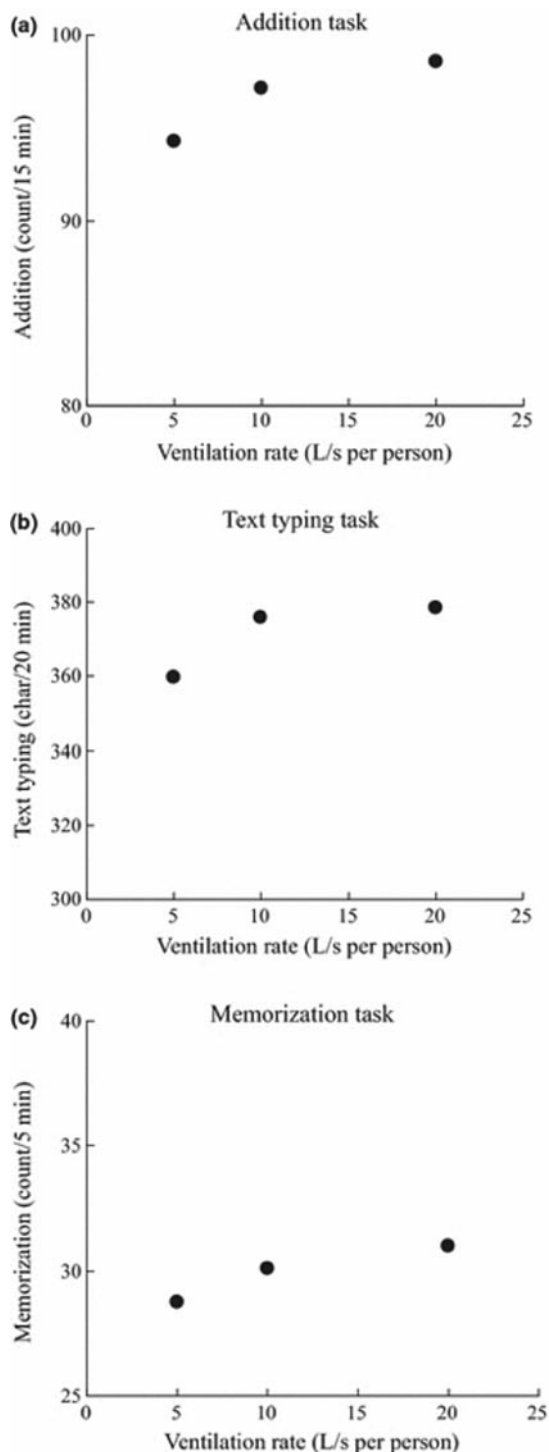 (a) Addition task
100
90
80
Addition (count/15 min)
0 5 10 15 20 25
Ventilation rate (L/s per person)
(b) Text typing task
400
380
360
340
320
300
Text typing (char/20 min)
0 5 10 15 20 25
Ventilation rate (L/s per person)
(c) Memorization task
40
35
30
25
Memorization (count/5 min)
0 5 10 15 20 25
Ventilation rate (L/s per person)